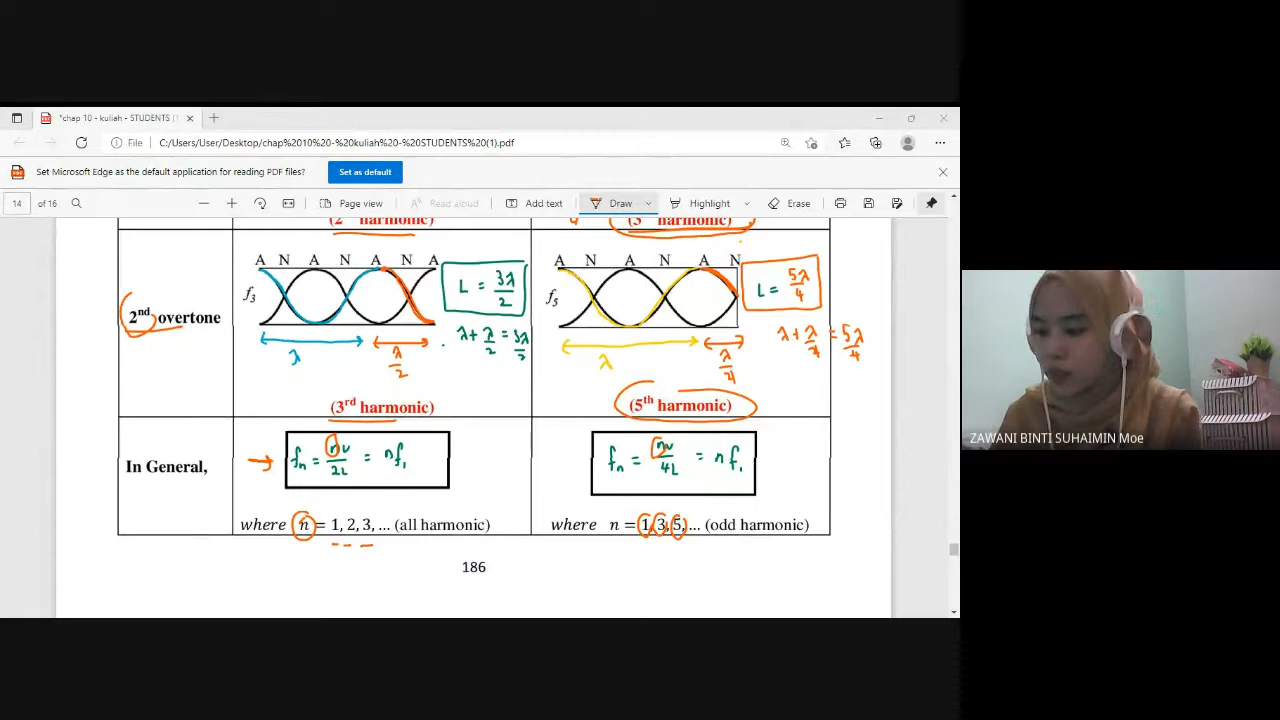 *chap 10 - kuliah - STUDENTS (1
File C:/Users/User/Desktop/chap%2010%20-%20kuliah%20-%20STUDENTS%20(1).pdf
Set Microsoft Edge as the default application for reading PDF files? Set as default
14 of 16 Page view Read aloud Add text Draw Highlight Erase
harmonic) harmonic)
2nd overtone
A N A N A N A
f₃
L = 3λ/2
λ + λ/2 = 3λ/2
λ λ/2
(3rd harmonic)
A N A N A N
f₅
L = 5λ/4
λ + λ/4 = 5λ/4
λ λ/4
(5th harmonic)
In General,
fₙ = nv/2L = nf₁
where n = 1, 2, 3, ... (all harmonic)
fₙ = nv/4L = nf₁
where n = 1, 3, 5, ... (odd harmonic)
186
ZAWANI BINTI SUHAIMIN Moe